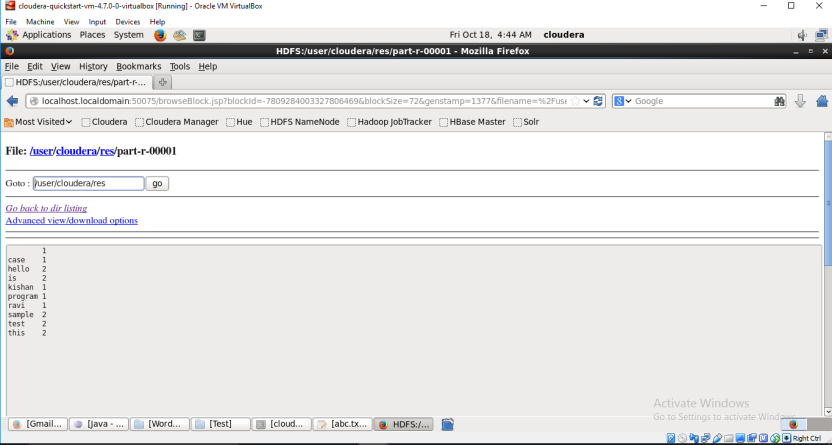 cloudera-quickstart-vm-4.7.0-0-virtualbox [Running] - Oracle VM VirtualBox
File Machine View Input Devices Help
Applications Places System Fri Oct 18, 4:44 AM cloudera
HDFS:/user/cloudera/res/part-r-00001 - Mozilla Firefox
File Edit View History Bookmarks Tools Help
HDFS:/user/cloudera/res/part-r-...
localhost.localdomain:50075/browseBlock.jsp?blockId=-7809284003327806469&blockSize=72&genstamp=1377&filename=%2Fuse Google
Most Visited Cloudera Cloudera Manager Hue HDFS NameNode Hadoop JobTracker HBase Master Solr
File: /user/cloudera/res/part-r-00001
Goto : /user/cloudera/res go
Go back to dir listing
Advanced view/download options
1
case 1
hello 2
is 2
kishan 1
program 1
ravi 1
sample 2
test 2
this 2
Activate Windows
Go to Settings to activate Windows.
[Gmail... [Java - ... [Word... [Test] [cloud... [abc.tx... HDFS:/...
Right Ctrl